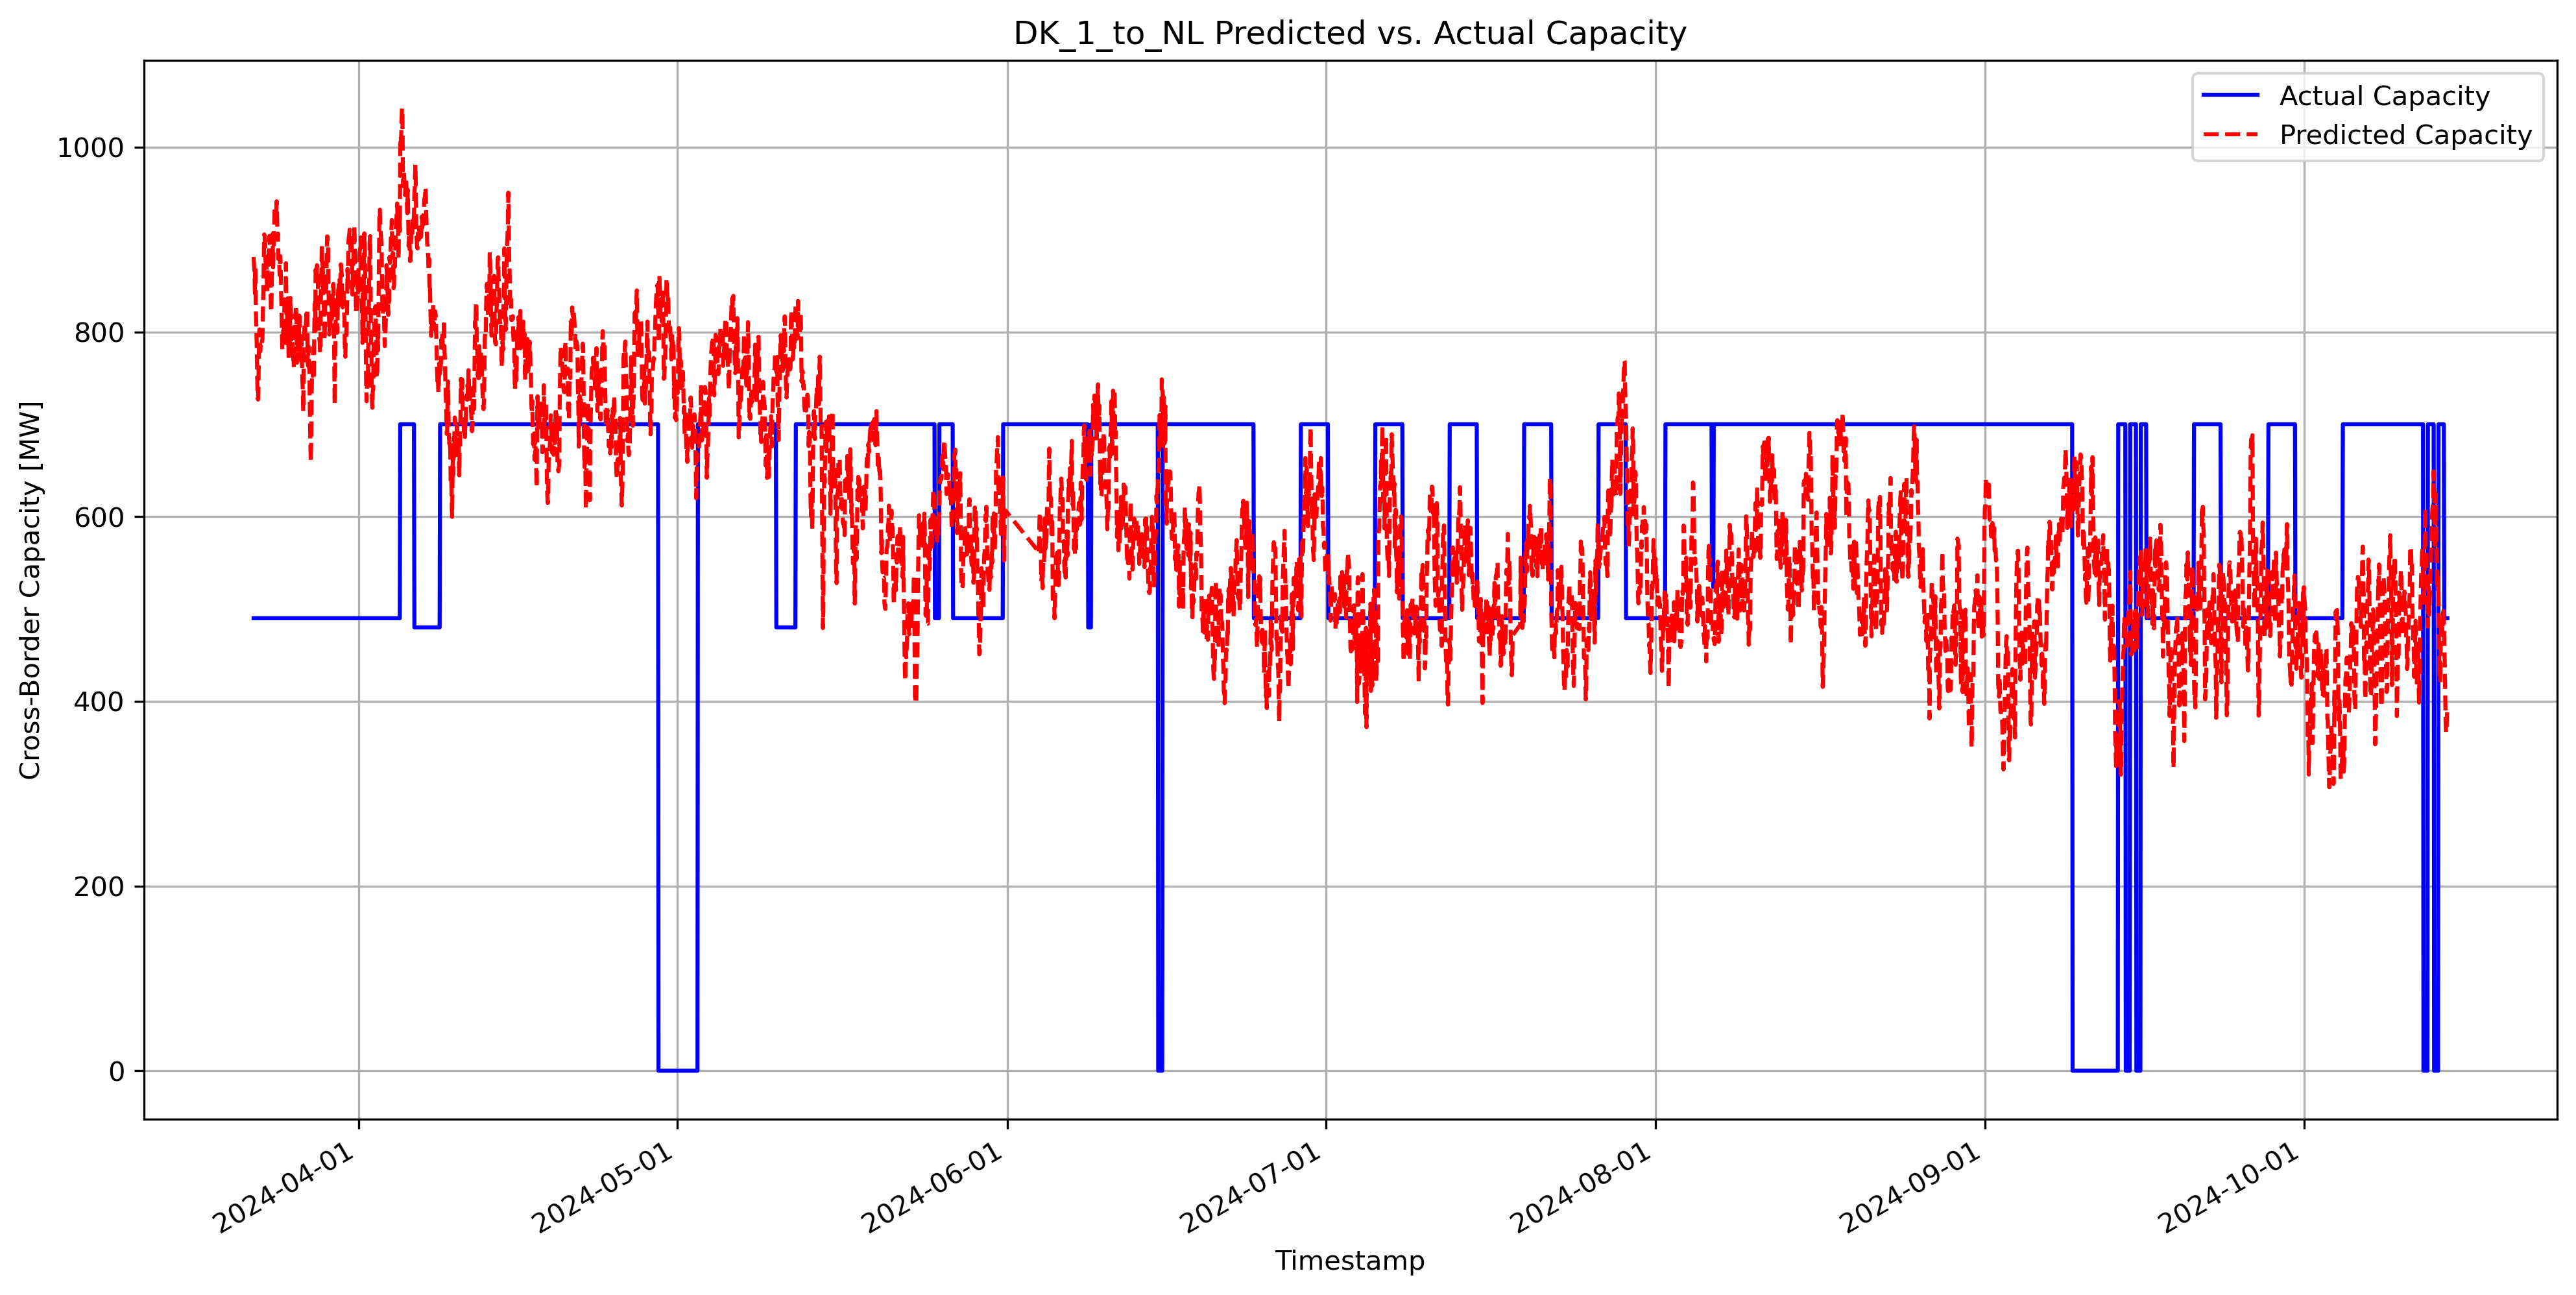 DK_1_to_NL Predicted vs. Actual Capacity
Actual Capacity
Predicted Capacity
Cross-Border Capacity [MW]
1000
800
600
400
200
0
2024-04-01
2024-05-01
2024-06-01
2024-07-01
2024-08-01
2024-09-01
2024-10-01
Timestamp